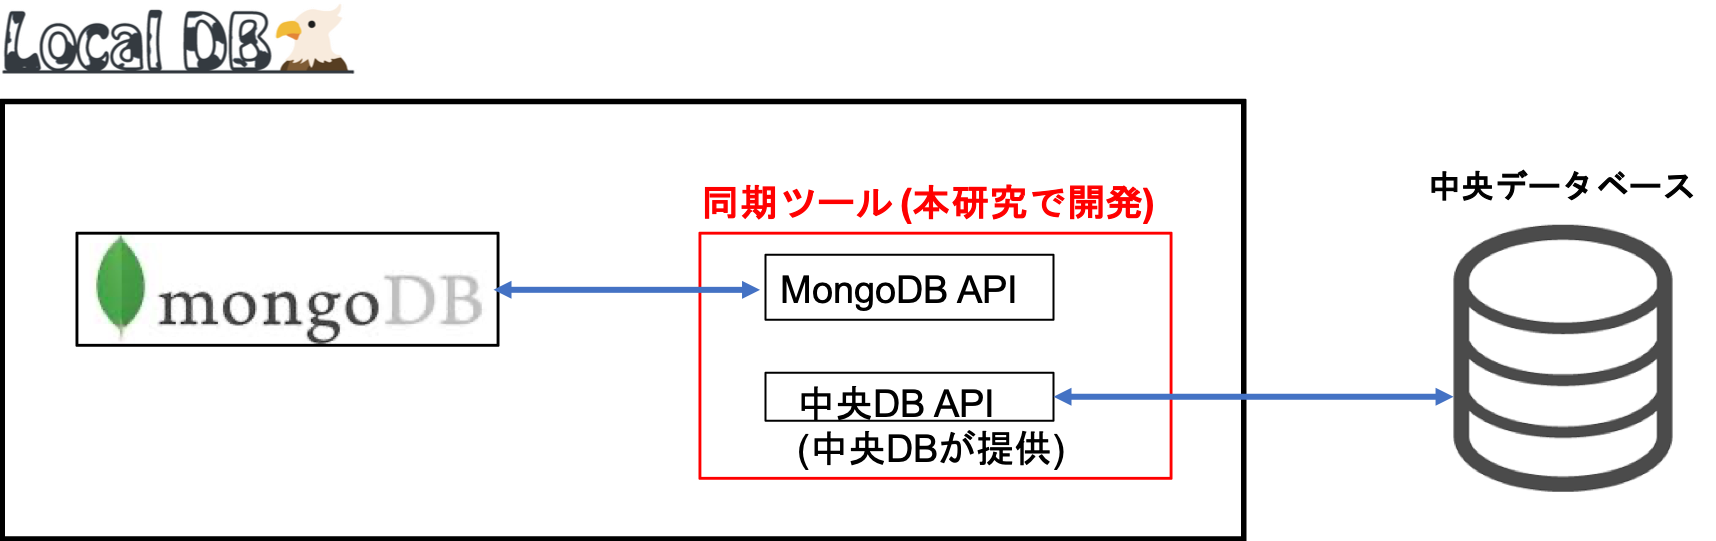 Local DB
同期ツール(本研究で開発)
中央データベース
mongoDB
MongoDB API
中央DB API
(中央DBが提供)